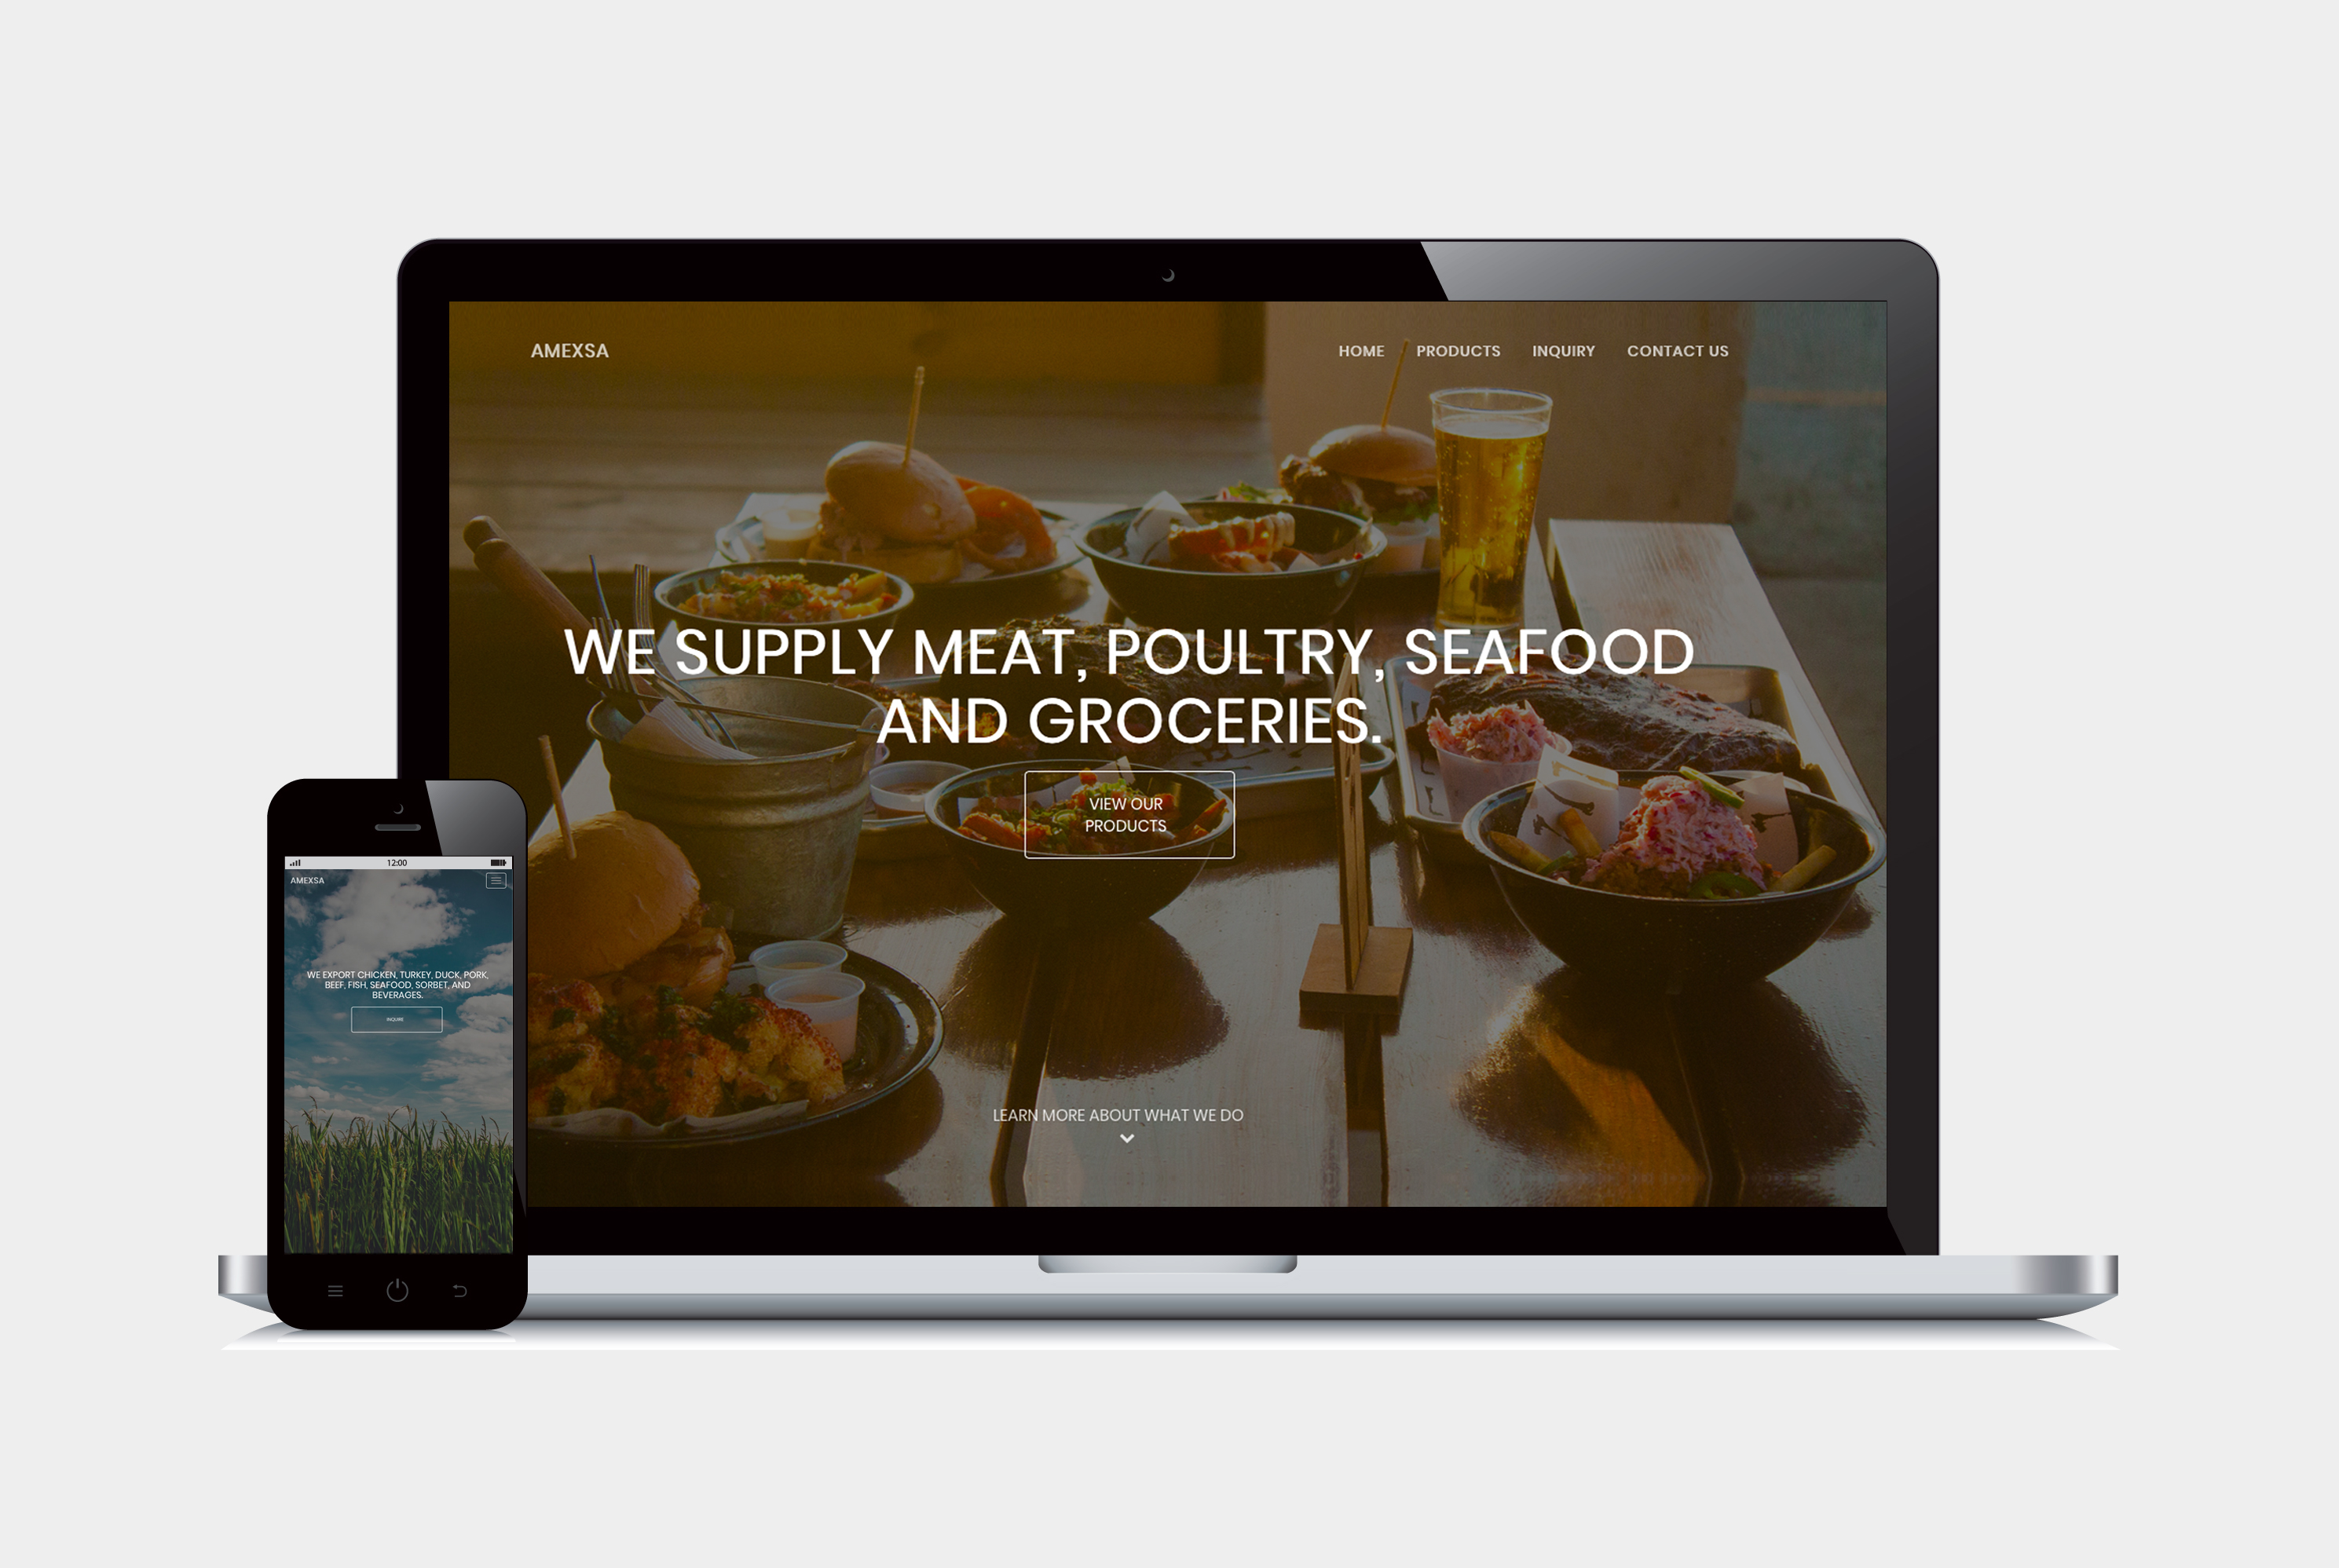 AMEXSA
HOME PRODUCTS INQUIRY CONTACT US
WE SUPPLY MEAT, POULTRY, SEAFOOD
AND GROCERIES.
VIEW OUR
PRODUCTS
LEARN MORE ABOUT WHAT WE DO
12:00
AMEXSA
WE EXPORT CHICKEN, TURKEY, DUCK, PORK,
BEEF, FISH, SEAFOOD, SORBET, AND
BEVERAGES.
INQUIRE